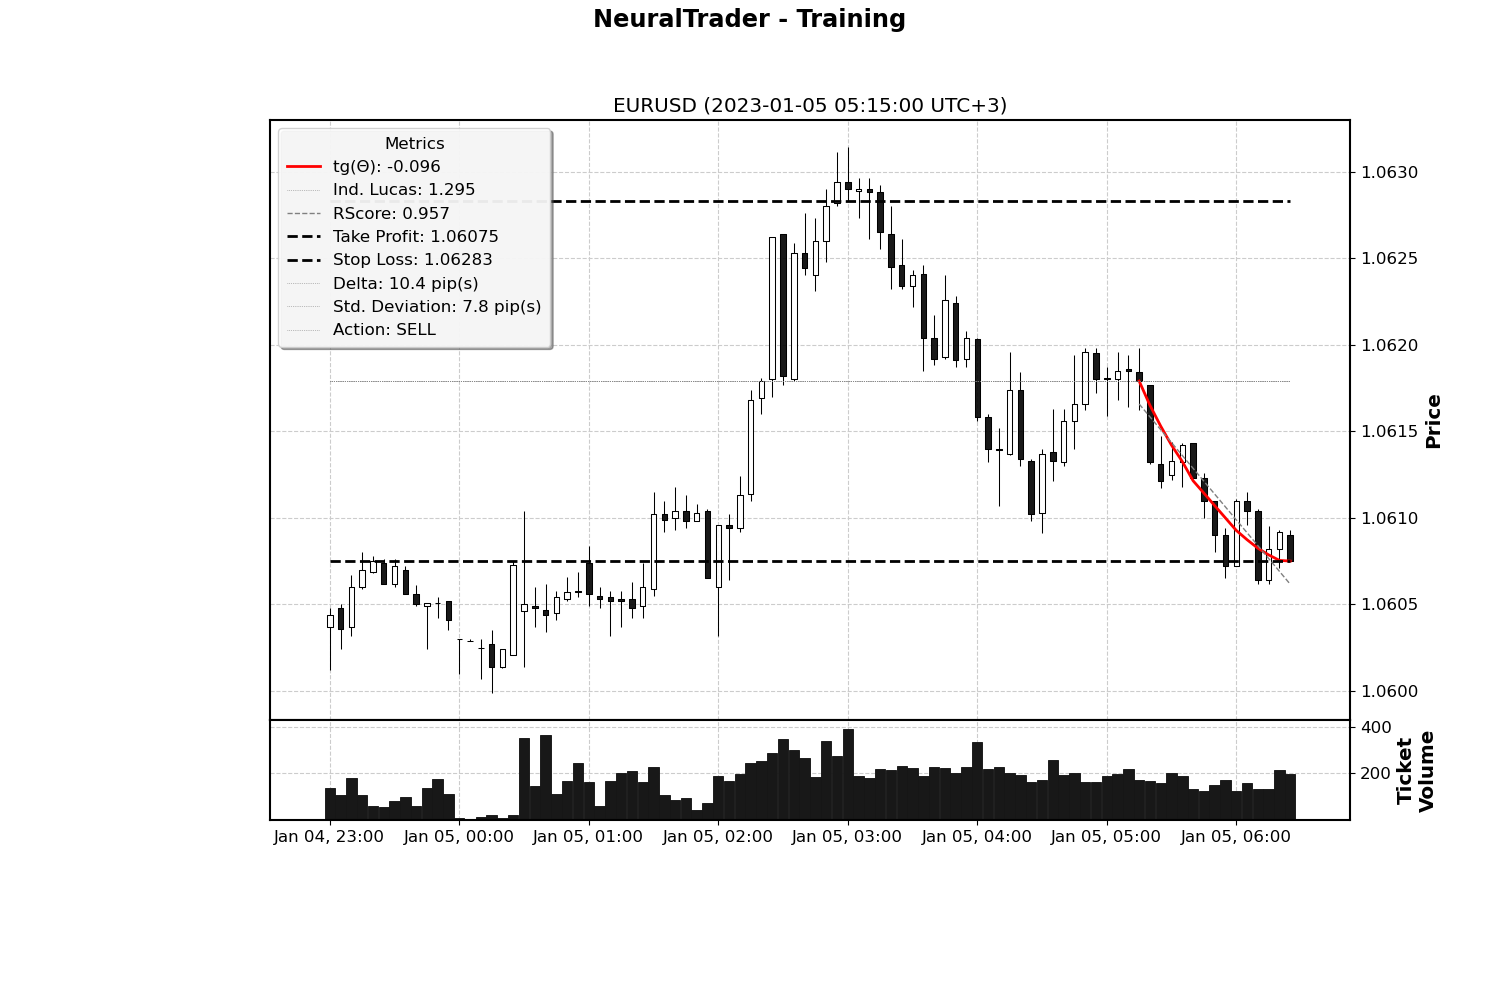 NeuralTrader - Training
EURUSD (2023-01-05 05:15:00 UTC+3)
Metrics
tg(Θ): -0.096
Ind. Lucas: 1.295
RScore: 0.957
Take Profit: 1.06075
Stop Loss: 1.06283
Delta: 10.4 pip(s)
Std. Deviation: 7.8 pip(s)
Action: SELL
1.0630
1.0625
1.0620
1.0615
1.0610
1.0605
1.0600
Price
400
200
Ticket
Volume
Jan 04, 23:00
Jan 05, 00:00
Jan 05, 01:00
Jan 05, 02:00
Jan 05, 03:00
Jan 05, 04:00
Jan 05, 05:00
Jan 05, 06:00